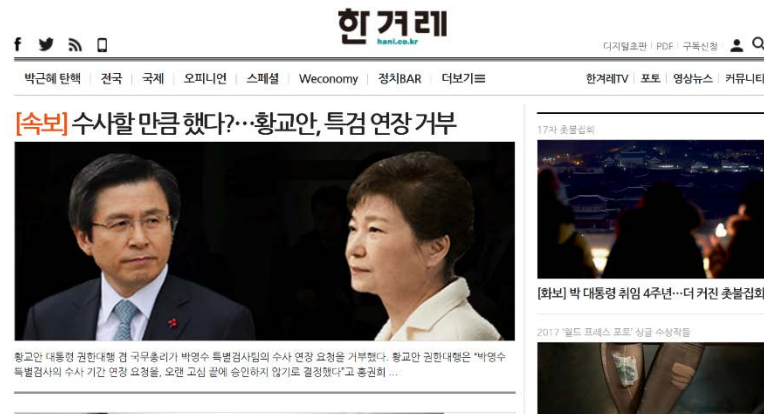 한겨레
hani.co.kr
디지털초판 PDF 구독신청
박근혜 탄핵 전국 국제 오피니언 스페셜 Weconomy 정치BAR 더보기
한겨레TV 포토 영상뉴스 커뮤니티
[속보] 수사할 만큼 했다?…황교안, 특검 연장 거부
황교안 대통령 권한대행 겸 국무총리가 박영수 특별검사팀의 수사 연장 요청을 거부했다. 황교안 권한대행은 “박영수
특별검사의 수사 기간 연장 요청을, 오랜 고심 끝에 승인하지 않기로 결정했다”고 홍권희 ...
17차 촛불집회
[화보] 박 대통령 취임 4주년…더 커진 촛불집회
2017 '월드 프레스 포토' 싱글 수상작들